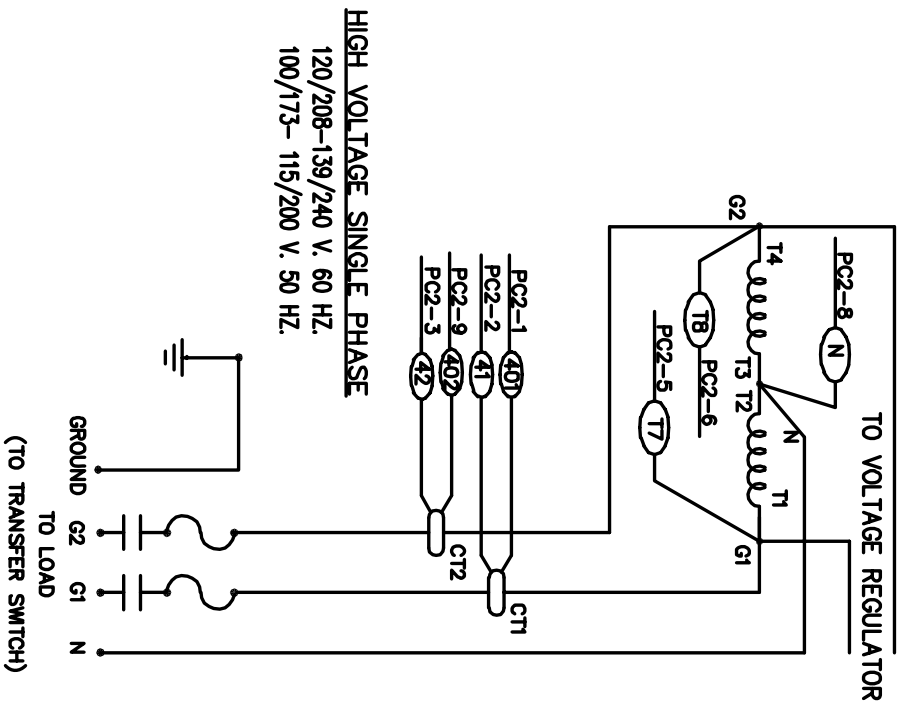 TO VOLTAGE REGULATOR
PC2-8
N
G2
T4
T3
T2
T1
G1
N
T8
PC2-6
PC2-5
T7
PC2-1
401
PC2-2
41
PC2-9
402
PC2-3
42
CT1
CT2
HIGH VOLTAGE SINGLE PHASE
120/208-139/240 V. 60 HZ.
100/173- 115/200 V. 50 HZ.
GROUND
G2
G1
N
TO LOAD
(TO TRANSFER SWITCH)